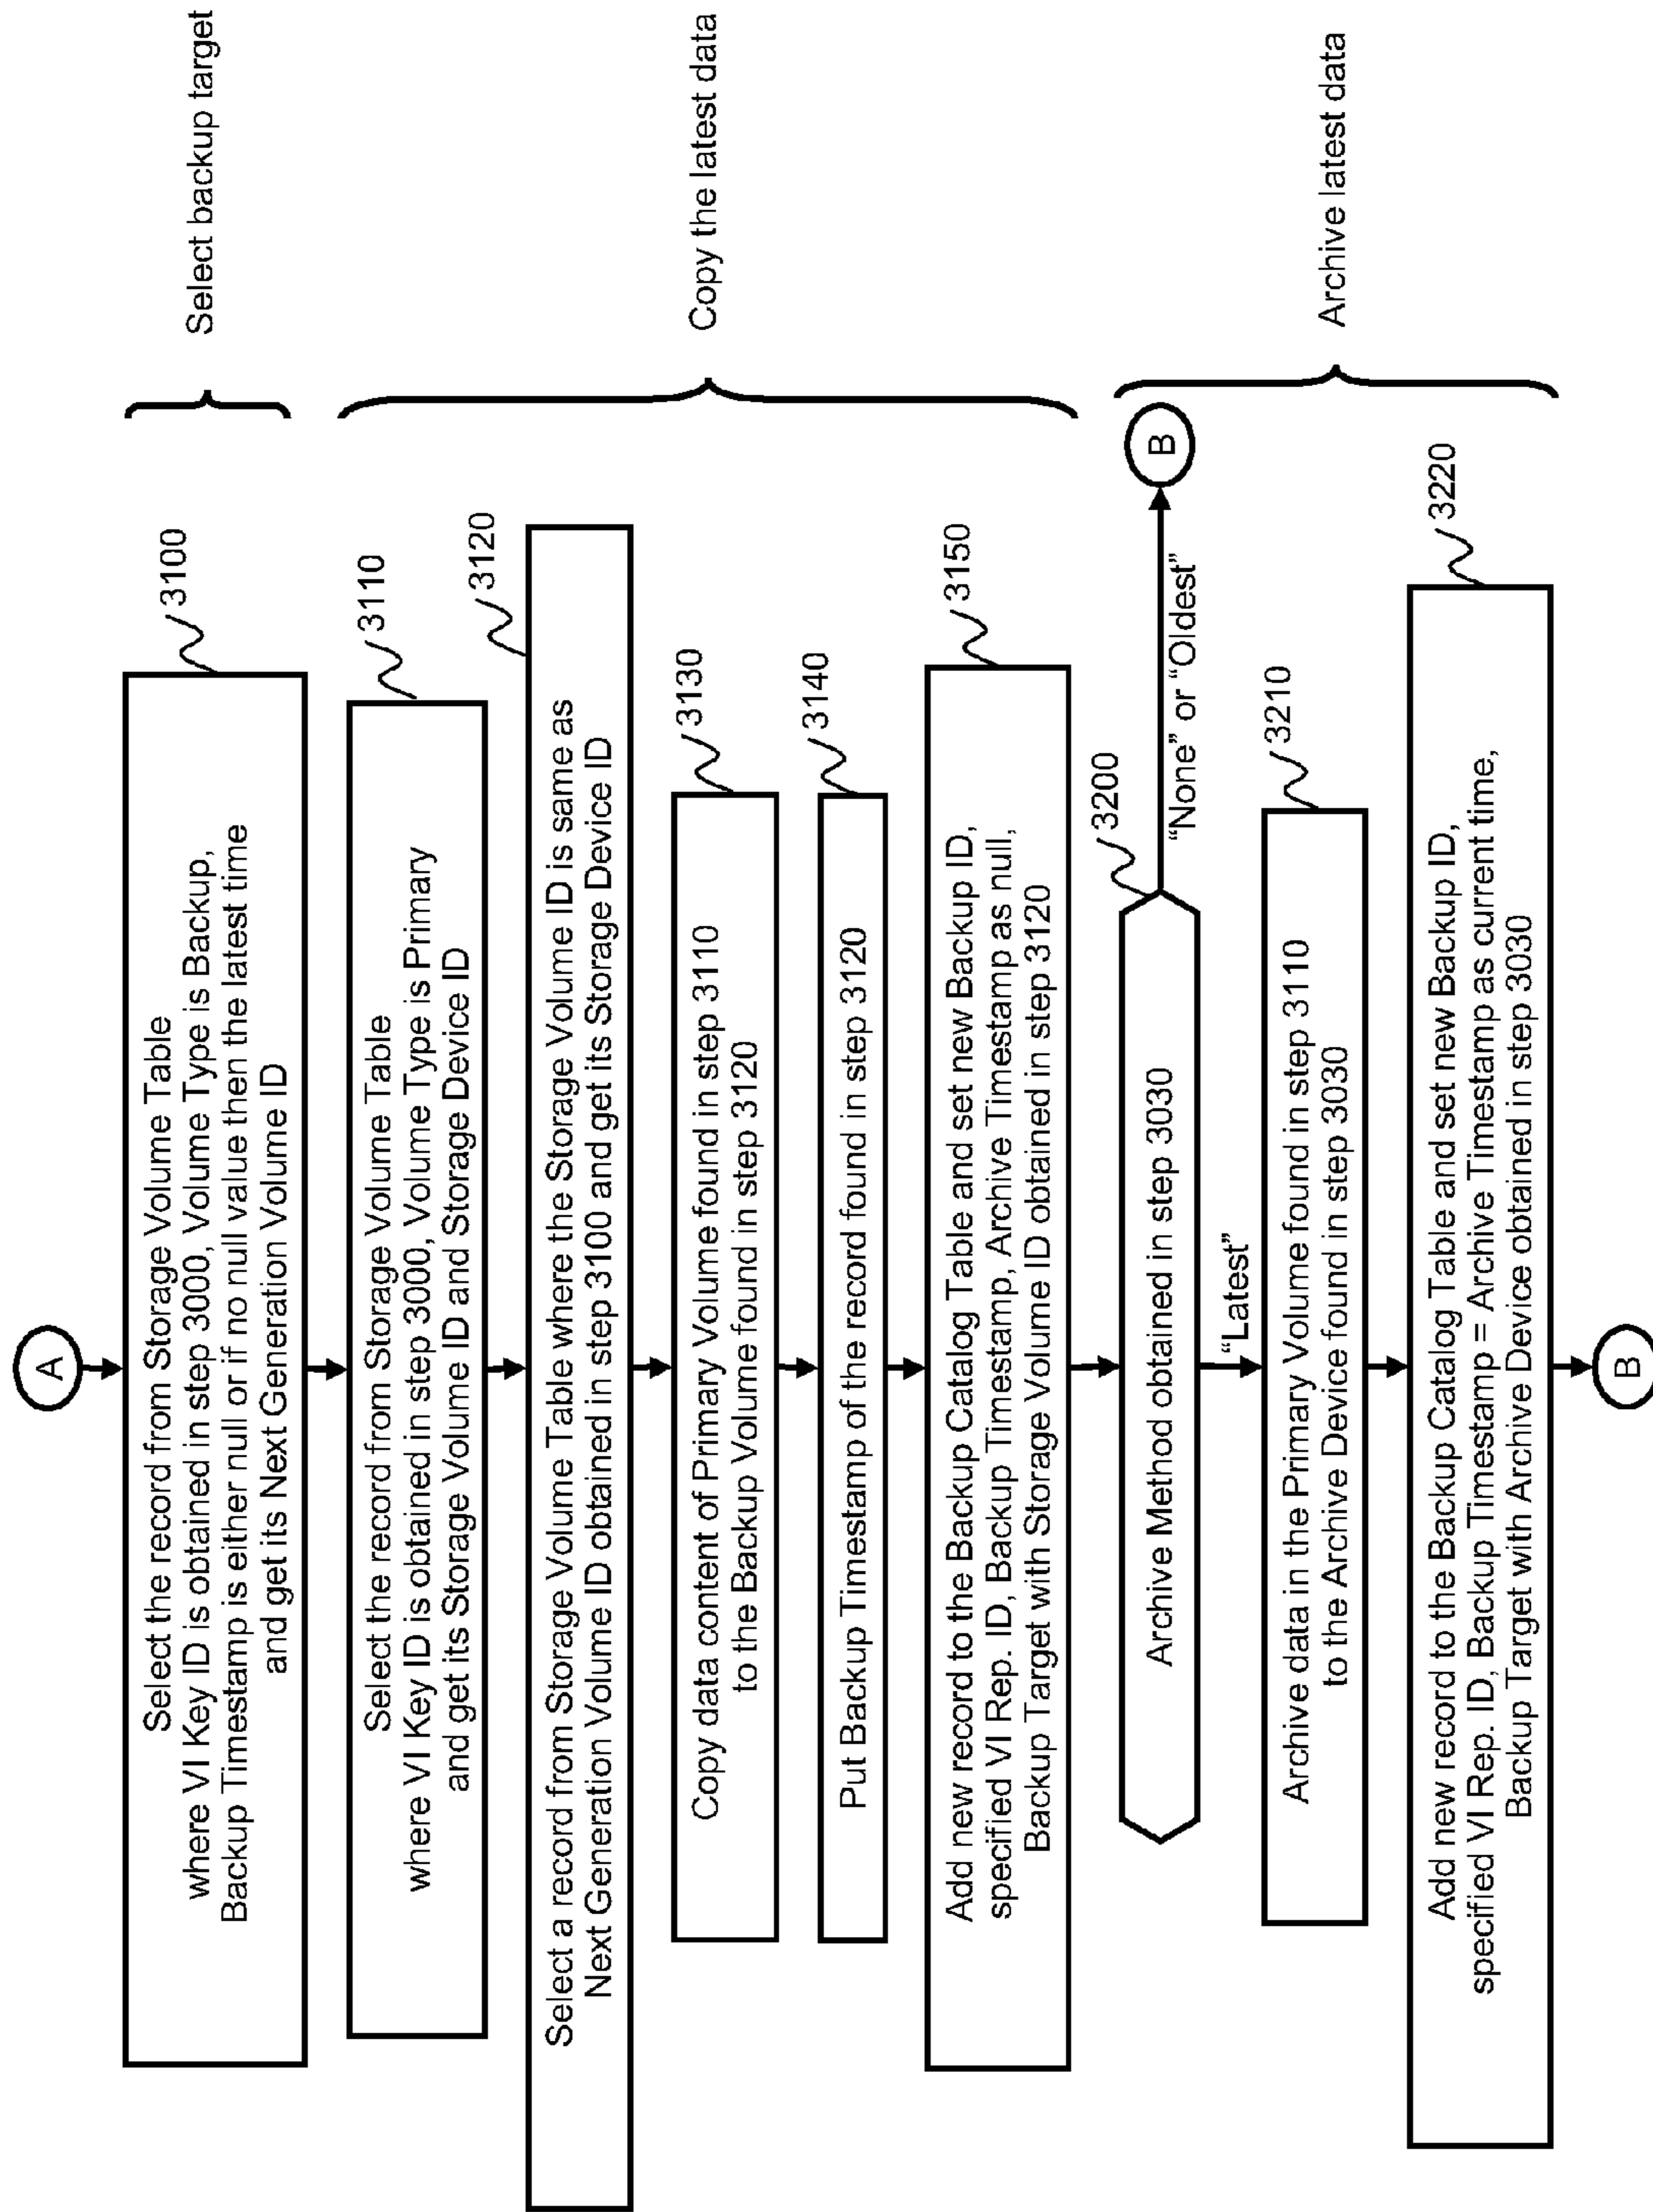 A
Select the record from Storage Volume Table
where VI Key ID is obtained in step 3000, Volume Type is Backup,
Backup Timestamp is either null or if no null value then the latest time
and get its Next Generation Volume ID
3100
Select backup target
Select the record from Storage Volume Table
where VI Key ID is obtained in step 3000, Volume Type is Primary
and get its Storage Volume ID and Storage Device ID
3110
Select a record from Storage Volume Table where the Storage Volume ID is same as
Next Generation Volume ID obtained in step 3100 and get its Storage Device ID
3120
Copy data content of Primary Volume found in step 3110
to the Backup Volume found in step 3120
3130
Copy the latest data
Put Backup Timestamp of the record found in step 3120
3140
Add new record to the Backup Catalog Table and set new Backup ID,
specified VI Rep. ID, Backup Timestamp, Archive Timestamp as null,
Backup Target with Storage Volume ID obtained in step 3120
3150
Archive Method obtained in step 3030
3200
"None" or "Oldest"
B
"Latest"
Archive data in the Primary Volume found in step 3110
to the Archive Device found in step 3030
3210
Archive latest data
Add new record to the Backup Catalog Table and set new Backup ID,
specified VI Rep. ID, Backup Timestamp = Archive Timestamp as current time,
Backup Target with Archive Device obtained in step 3030
3220
B